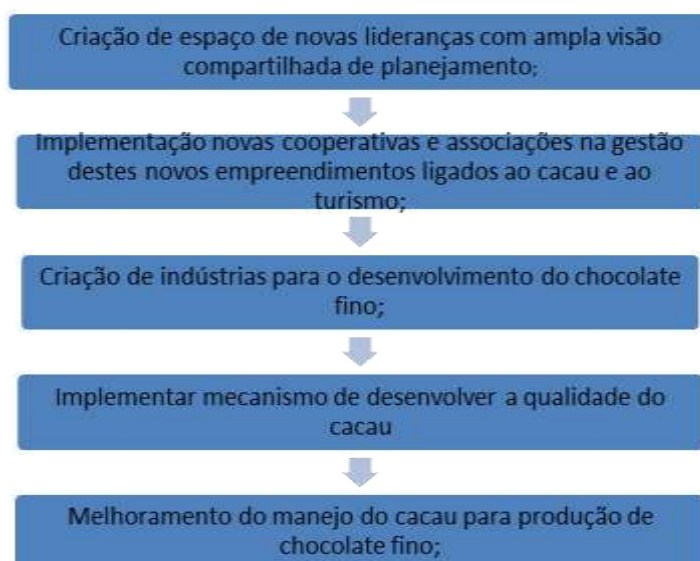 Criação de espaço de novas lideranças com ampla visão
compartilhada de planejamento;
Implementação novas cooperativas e associações na gestão
destes novos empreendimentos ligados ao cacau e ao
turismo;
Criação de indústrias para o desenvolvimento do chocolate
fino;
Implementar mecanismo de desenvolver a qualidade do
cacau
Melhoramento do manejo do cacau para produção de
chocolate fino;